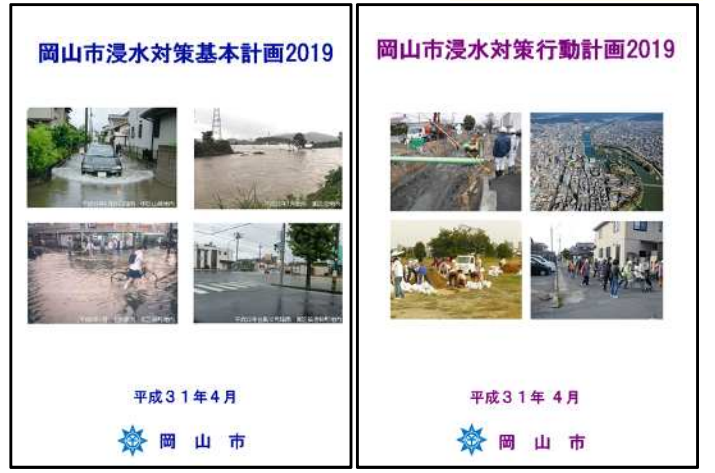 岡山市浸水対策基本計画2019
平成31年4月
岡山市
岡山市浸水対策行動計画2019
平成31年 4月
岡山市